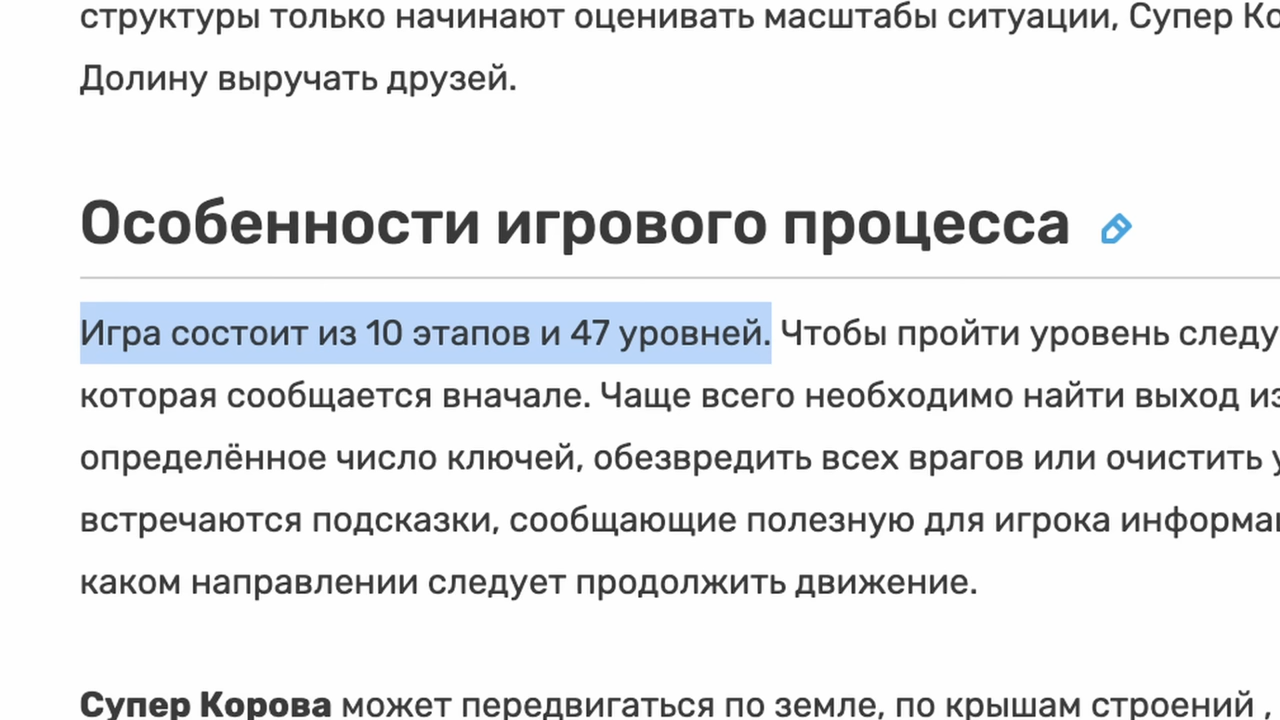 структуры только начинают оценивать масштабы ситуации, Супер
Долину выручать друзей.
Особенности игрового процесса
Игра состоит из 10 этапов и 47 уровней. Чтобы пройти уровень
которая сообщается вначале. Чаще всего необходимо найти выход
определённое число ключей, обезвредить всех врагов или очистить
встречаются подсказки, сообщающие полезную для игрока
каком направлении следует продолжить движение.
Супер Корова может передвигаться по земле, по крышам строений ,